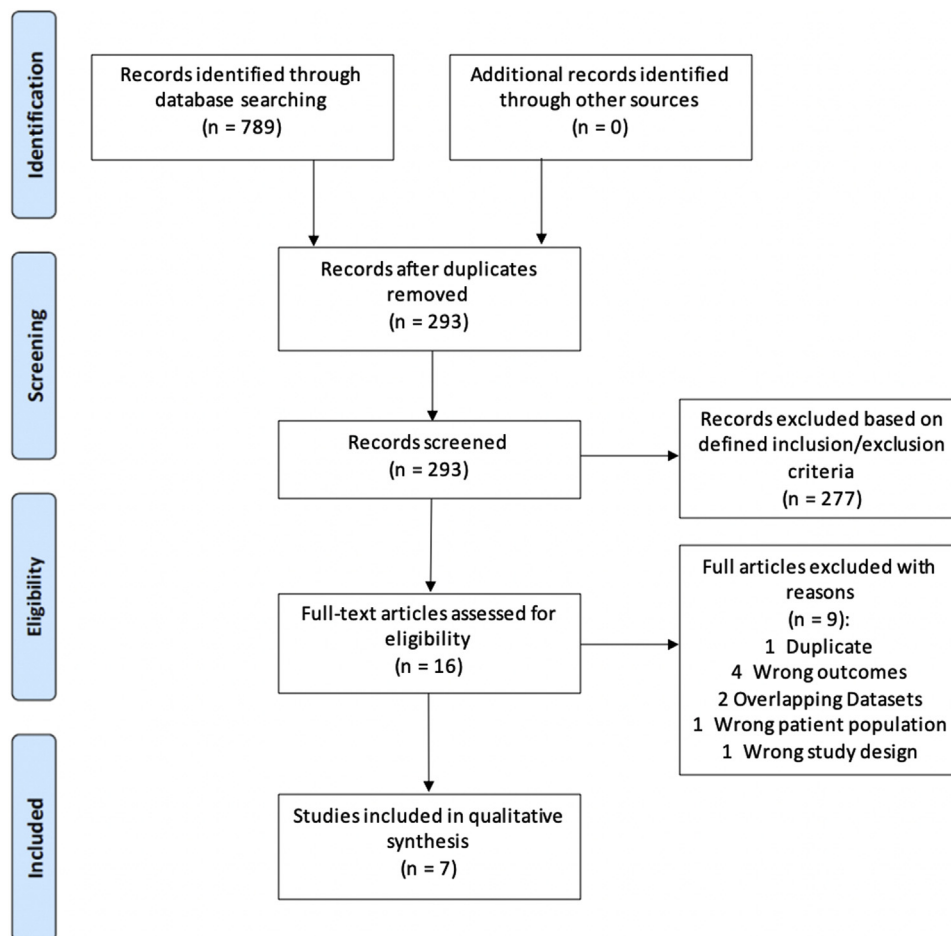 Identification
Records identified through
database searching
(n = 789)
Additional records identified
through other sources
(n = 0)
Screening
Records after duplicates
removed
(n = 293)
Records screened
(n = 293)
Records excluded based on
defined inclusion/exclusion
criteria
(n = 277)
Eligibility
Full-text articles assessed for
eligibility
(n = 16)
Full articles excluded with
reasons
(n = 9):
1 Duplicate
4 Wrong outcomes
2 Overlapping Datasets
1 Wrong patient population
1 Wrong study design
Included
Studies included in qualitative
synthesis
(n = 7)